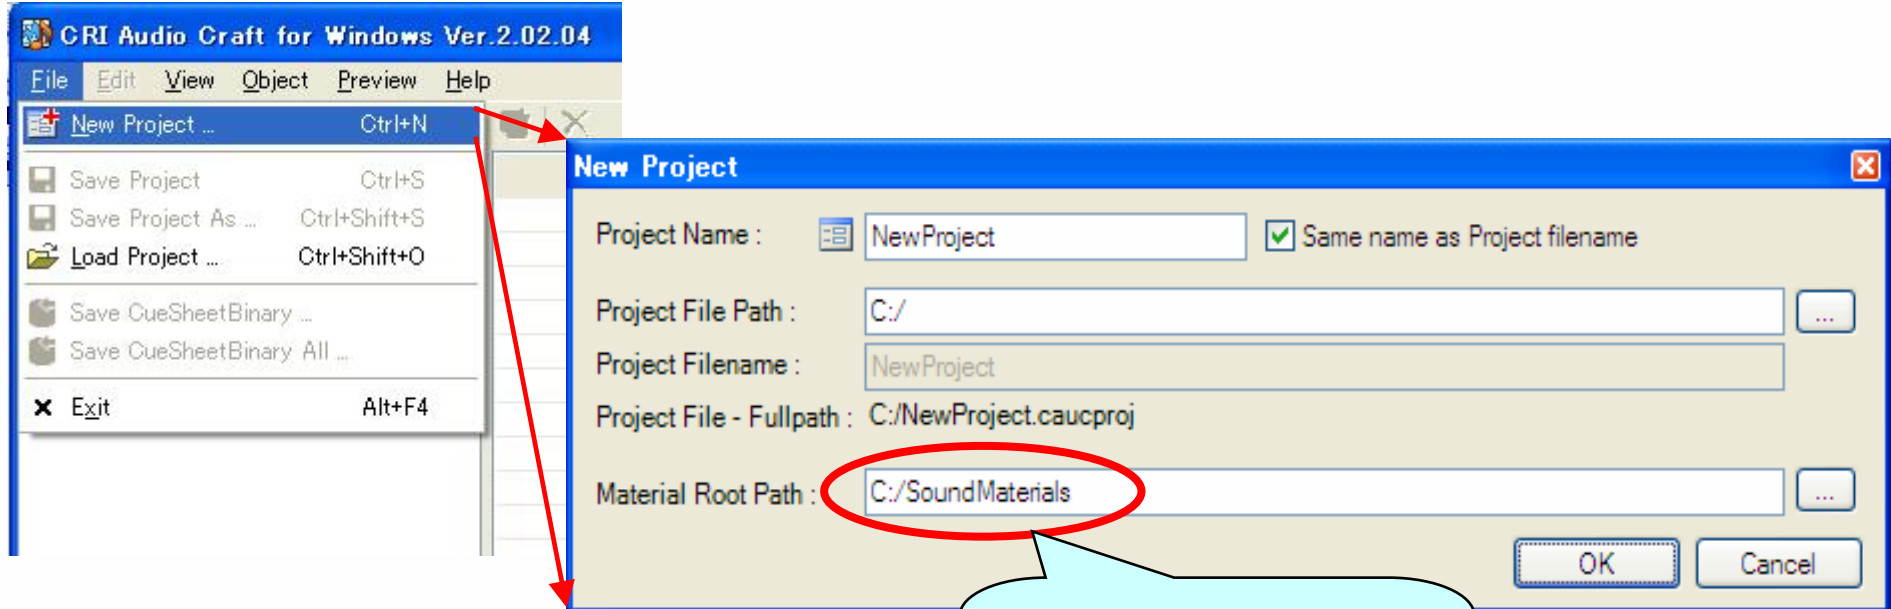 CRI Audio Craft for Windows Ver.2.02.04
File Edit View Object Preview Help
New Project ... Ctrl+N
Save Project Ctrl+S
Save Project As ... Ctrl+Shift+S
Load Project ... Ctrl+Shift+O
Save CueSheetBinary ...
Save CueSheetBinary All ...
Exit Alt+F4
New Project
Project Name : NewProject Same name as Project filename
Project File Path : C:/ ...
Project Filename : NewProject
Project File - Fullpath : C:/NewProject.caucproj
Material Root Path : C:/SoundMaterials ...
OK Cancel